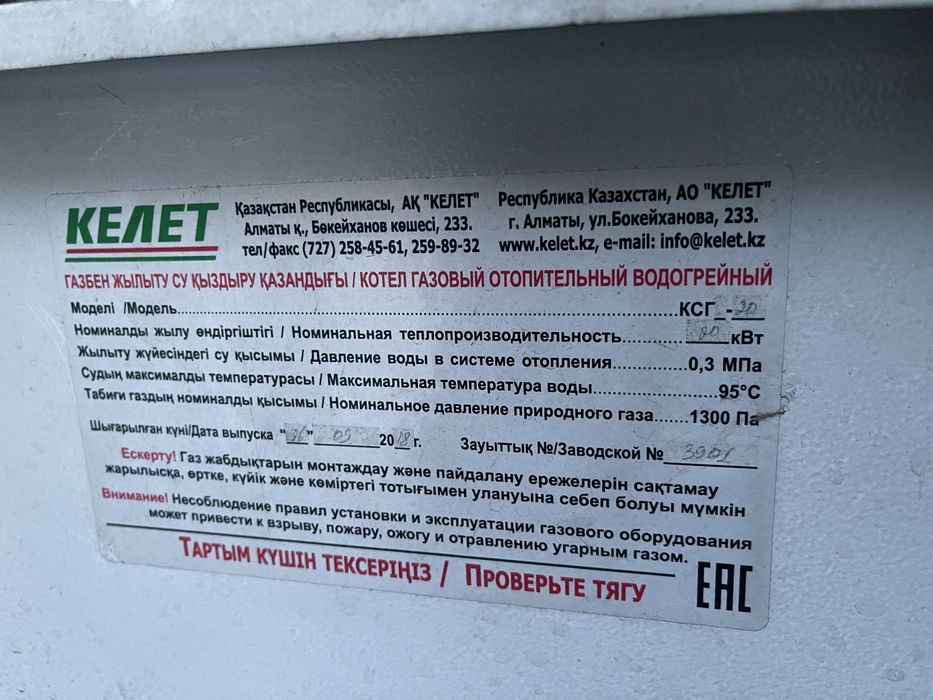 КЕЛЕТ
Қазақстан Республикасы, АҚ "КЕЛЕТ"
Алматы қ., Бөкейханов көшесі, 233.
тел/факс (727) 258-45-61, 259-89-32
Республика Казахстан, АО "КЕЛЕТ"
г. Алматы, ул.Бокейханова, 233.
www.kelet.kz, e-mail: info@kelet.kz
ГАЗБЕН ЖЫЛЫТУ СУ ҚЫЗДЫРУ ҚАЗАНДЫҒЫ / КОТЕЛ ГАЗОВЫЙ ОТОПИТЕЛЬНЫЙ ВОДОГРЕЙНЫЙ
Моделі /Модель....................КСГ_-20
Номиналды жылу өндіргіштігі / Номинальная теплопроизводительность............20 кВт
Жылыту жүйесіндегі су қысымы / Давление воды в системе отопления..............0,3 МПа
Судың максималды температурасы / Максимальная температура воды....................95°С
Табиғи газдың номиналды қысымы / Номинальное давление природного газа......1300 Па
Шығарылған күні/Дата выпуска "26" 09 2018 г. Зауыттық №/Заводской №
Ескерту! Газ жабдықтарын монтаждау және пайдалану ережелерін сақтамау
жарылысқа, өртке, күйік және көміртегі тотығымен улануына себеп болуы мүмкін
Внимание! Несоблюдение правил установки и эксплуатации газового оборудования
может привести к взрыву, пожару, ожогу и отравлению угарным газом.
ТАРТЫМ КҮШІН ТЕКСЕРІҢІЗ / ПРОВЕРЬТЕ ТЯГУ
ЕАС